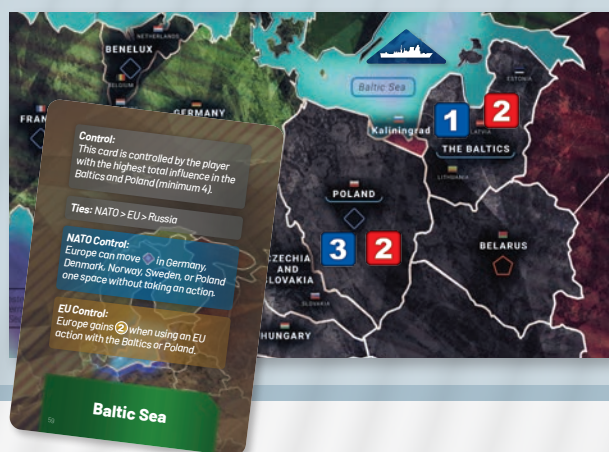 NETHERLANDS
BENELUX
BELGIUM
FRAN
GERMANY
Baltic Sea
ESTONIA
1
2
LATVIA
Kaliningrad
THE BALTICS
LITHUANIA
POLAND
3
2
BELARUS
CZECHIA
AND
SLOVAKIA
SLOVAKIA
HUNGARY
Control:
This card is controlled by the player
with the highest total influence in the
Baltics and Poland (minimum 4).
Ties: NATO > EU > Russia
NATO Control:
Europe can move in Germany,
Denmark, Norway, Sweden, or Poland
one space without taking an action.
EU Control:
Europe gains 2 when using an EU
action with the Baltics or Poland.
Baltic Sea